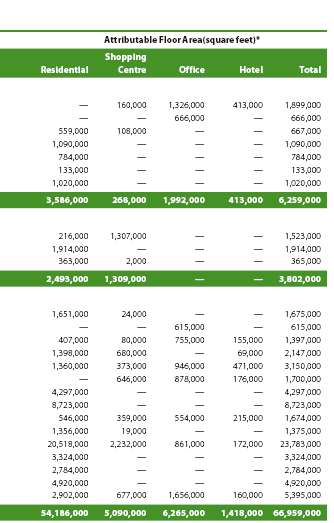 Attributable Floor Area(square feet)*
Shopping
Residential Centre Office Hotel Total
— 160,000 1,326,000 413,000 1,899,000
— — 666,000 — 666,000
559,000 108,000 — — 667,000
1,090,000 — — — 1,090,000
784,000 — — — 784,000
133,000 — — — 133,000
1,020,000 — — — 1,020,000
3,586,000 268,000 1,992,000 413,000 6,259,000
216,000 1,307,000 — — 1,523,000
1,914,000 — — — 1,914,000
363,000 2,000 — — 365,000
2,493,000 1,309,000 — — 3,802,000
1,651,000 24,000 — — 1,675,000
— — 615,000 — 615,000
407,000 80,000 755,000 155,000 1,397,000
1,398,000 680,000 — 69,000 2,147,000
1,360,000 373,000 946,000 471,000 3,150,000
— 646,000 878,000 176,000 1,700,000
4,297,000 — — — 4,297,000
8,723,000 — — — 8,723,000
546,000 359,000 554,000 215,000 1,674,000
1,356,000 19,000 — — 1,375,000
20,518,000 2,232,000 861,000 172,000 23,783,000
3,324,000 — — — 3,324,000
2,784,000 — — — 2,784,000
4,920,000 — — — 4,920,000
2,902,000 677,000 1,656,000 160,000 5,395,000
54,186,000 5,090,000 6,265,000 1,418,000 66,959,000